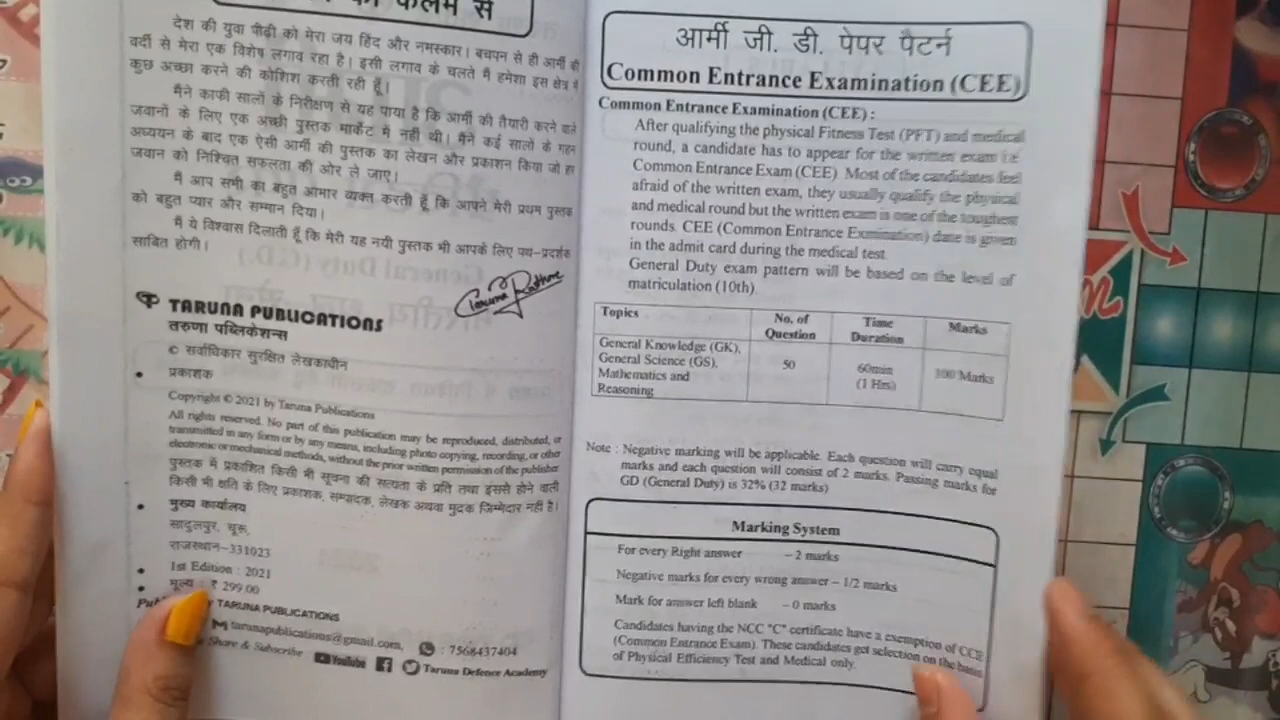 कलम से
देश की युवा पीढ़ी को मेरा जय हिंद और नमस्कार। बचपन से ही आर्मी की
वर्दी से मेरा एक विशेष लगाव रहा है। इसी लगाव के चलते मैं हमेशा इस क्षेत्र में
कुछ अच्छा करने की कोशिश करती रही हूँ।
मैने काफी सालों के निरीक्षण से यह पाया है कि आर्मी की तैयारी करने वाले
जवानों के लिए एक अच्छी पुस्तक मार्केट में नही थी। मैंने कई सालो के गहन
अध्ययन के बाद एक ऐसी आर्मी की पुस्तक का लेखन और प्रकाशन किया जो हर
जवान को निश्चित सफलता की ओर ले जाए।
मैं आप सभी का बहुत आभार व्यक्त करती हूँ कि आपने मेरी प्रथम पुस्तक
को बहुत प्यार और सम्मान दिया।
मैं ये विश्वास दिलाती हूँ कि मेरी यह नयी पुस्तक भी आपके लिए पथ-प्रदर्शक
साबित होगी।
Taruna Rathore
TARUNA PUBLICATIONS
तरुणा पब्लिकेशन्स
© सर्वाधिकार सुरक्षित लेखकाधीन
• प्रकाशक
Copyright © 2021 by Taruna Publications
All rights reserved. No part of this publication may be reproduced, distributed, or
transmitted in any form or by any means, including photo copying, recording, or other
electronic or mechanical methods, without the prior written permission of the publisher
पुस्तक में प्रकाशित किसी भी सूचना की सत्यता के प्रति तथा इससे होने वाली
किसी भी क्षति के लिए प्रकाशक, सम्पादक, लेखक अथवा मुद्रक जिम्मेदार नही है।
• मुख्य कार्यालय
सादुलपुर, चूरू,
राजस्थान-331023
• 1st Edition : 2021
• मूल्य : ₹ 299.00
TARUNA PUBLICATIONS
tarunapublications@gmail.com, : 7568437404
Share & Subscribe YouTube Taruna Defence Academy
आर्मी जी. डी. पेपर पैटर्न
Common Entrance Examination (CEE)
Common Entrance Examination (CEE) :
After qualifying the physical Fitness Test (PFT) and medical
round, a candidate has to appear for the written exam i.e.
Common Entrance Exam (CEE). Most of the candidates feel
afraid of the written exam, they usually qualify the physical
and medical round but the written exam is one of the toughest
rounds. CEE (Common Entrance Examination) date is given
in the admit card during the medical test.
General Duty exam pattern will be based on the level of
matriculation (10th).
Topics No. of Question Time Duration Marks
General Knowledge (GK), General Science (GS), Mathematics and Reasoning 50 60min (1 Hrs) 100 Marks
Note : Negative marking will be applicable. Each question will carry equal
marks and each question will consist of 2 marks. Passing marks for
GD (General Duty) is 32% (32 marks)
Marking System
For every Right answer – 2 marks
Negative marks for every wrong answer – 1/2 marks
Mark for answer left blank – 0 marks
Candidates having the NCC "C" certificate have a exemption of CCE
(Common Entrance Exam). These candidates get selection on the basis
of Physical Efficiency Test and Medical only.